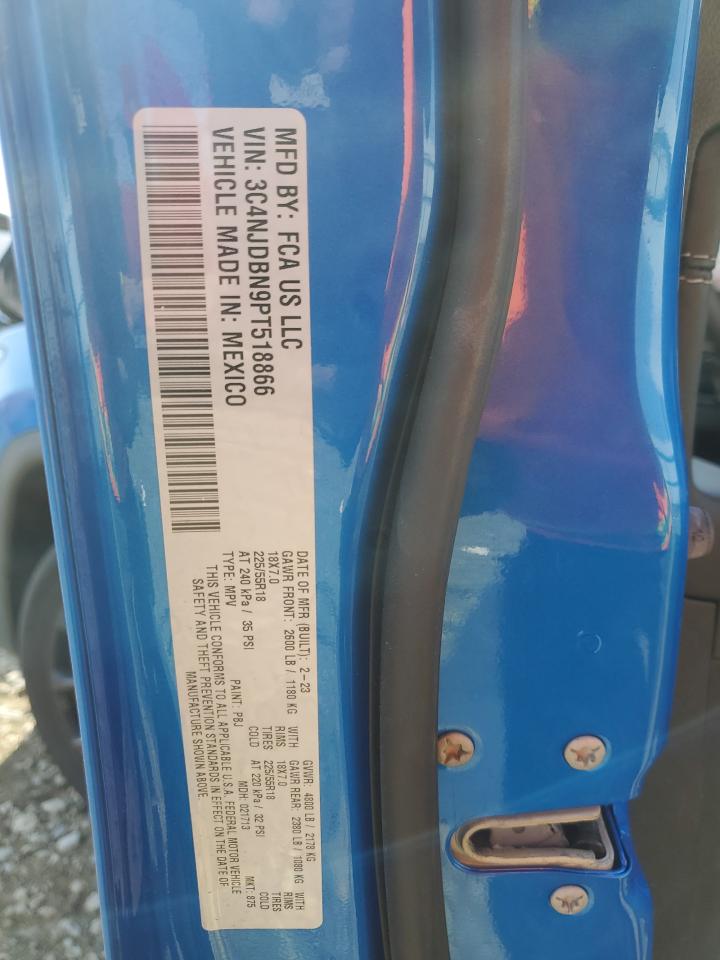 MFD BY: FCA US LLC
VIN: 3C4NJDBN9PT518866
VEHICLE MADE IN: MEXICO
DATE OF MFR (BUILT): 2-23 GVWR: 4800 LB / 2178 KG
GAWR FRONT: 2600 LB / 1180 KG WITH GAWR REAR: 2380 LB / 1080 KG WITH
18X7.0 RIMS 18X7.0 RIMS
225/55R18 TIRES 225/55R18 TIRES
AT 240 kPa / 35 PSI COLD AT 220 kPa / 32 PSI COLD
TYPE: MPV PAINT: PBJ MDH: 021713 MKT: 875
THIS VEHICLE CONFORMS TO ALL APPLICABLE U.S.A. FEDERAL MOTOR VEHICLE
SAFETY AND THEFT PREVENTION STANDARDS IN EFFECT ON THE DATE OF
MANUFACTURE SHOWN ABOVE.